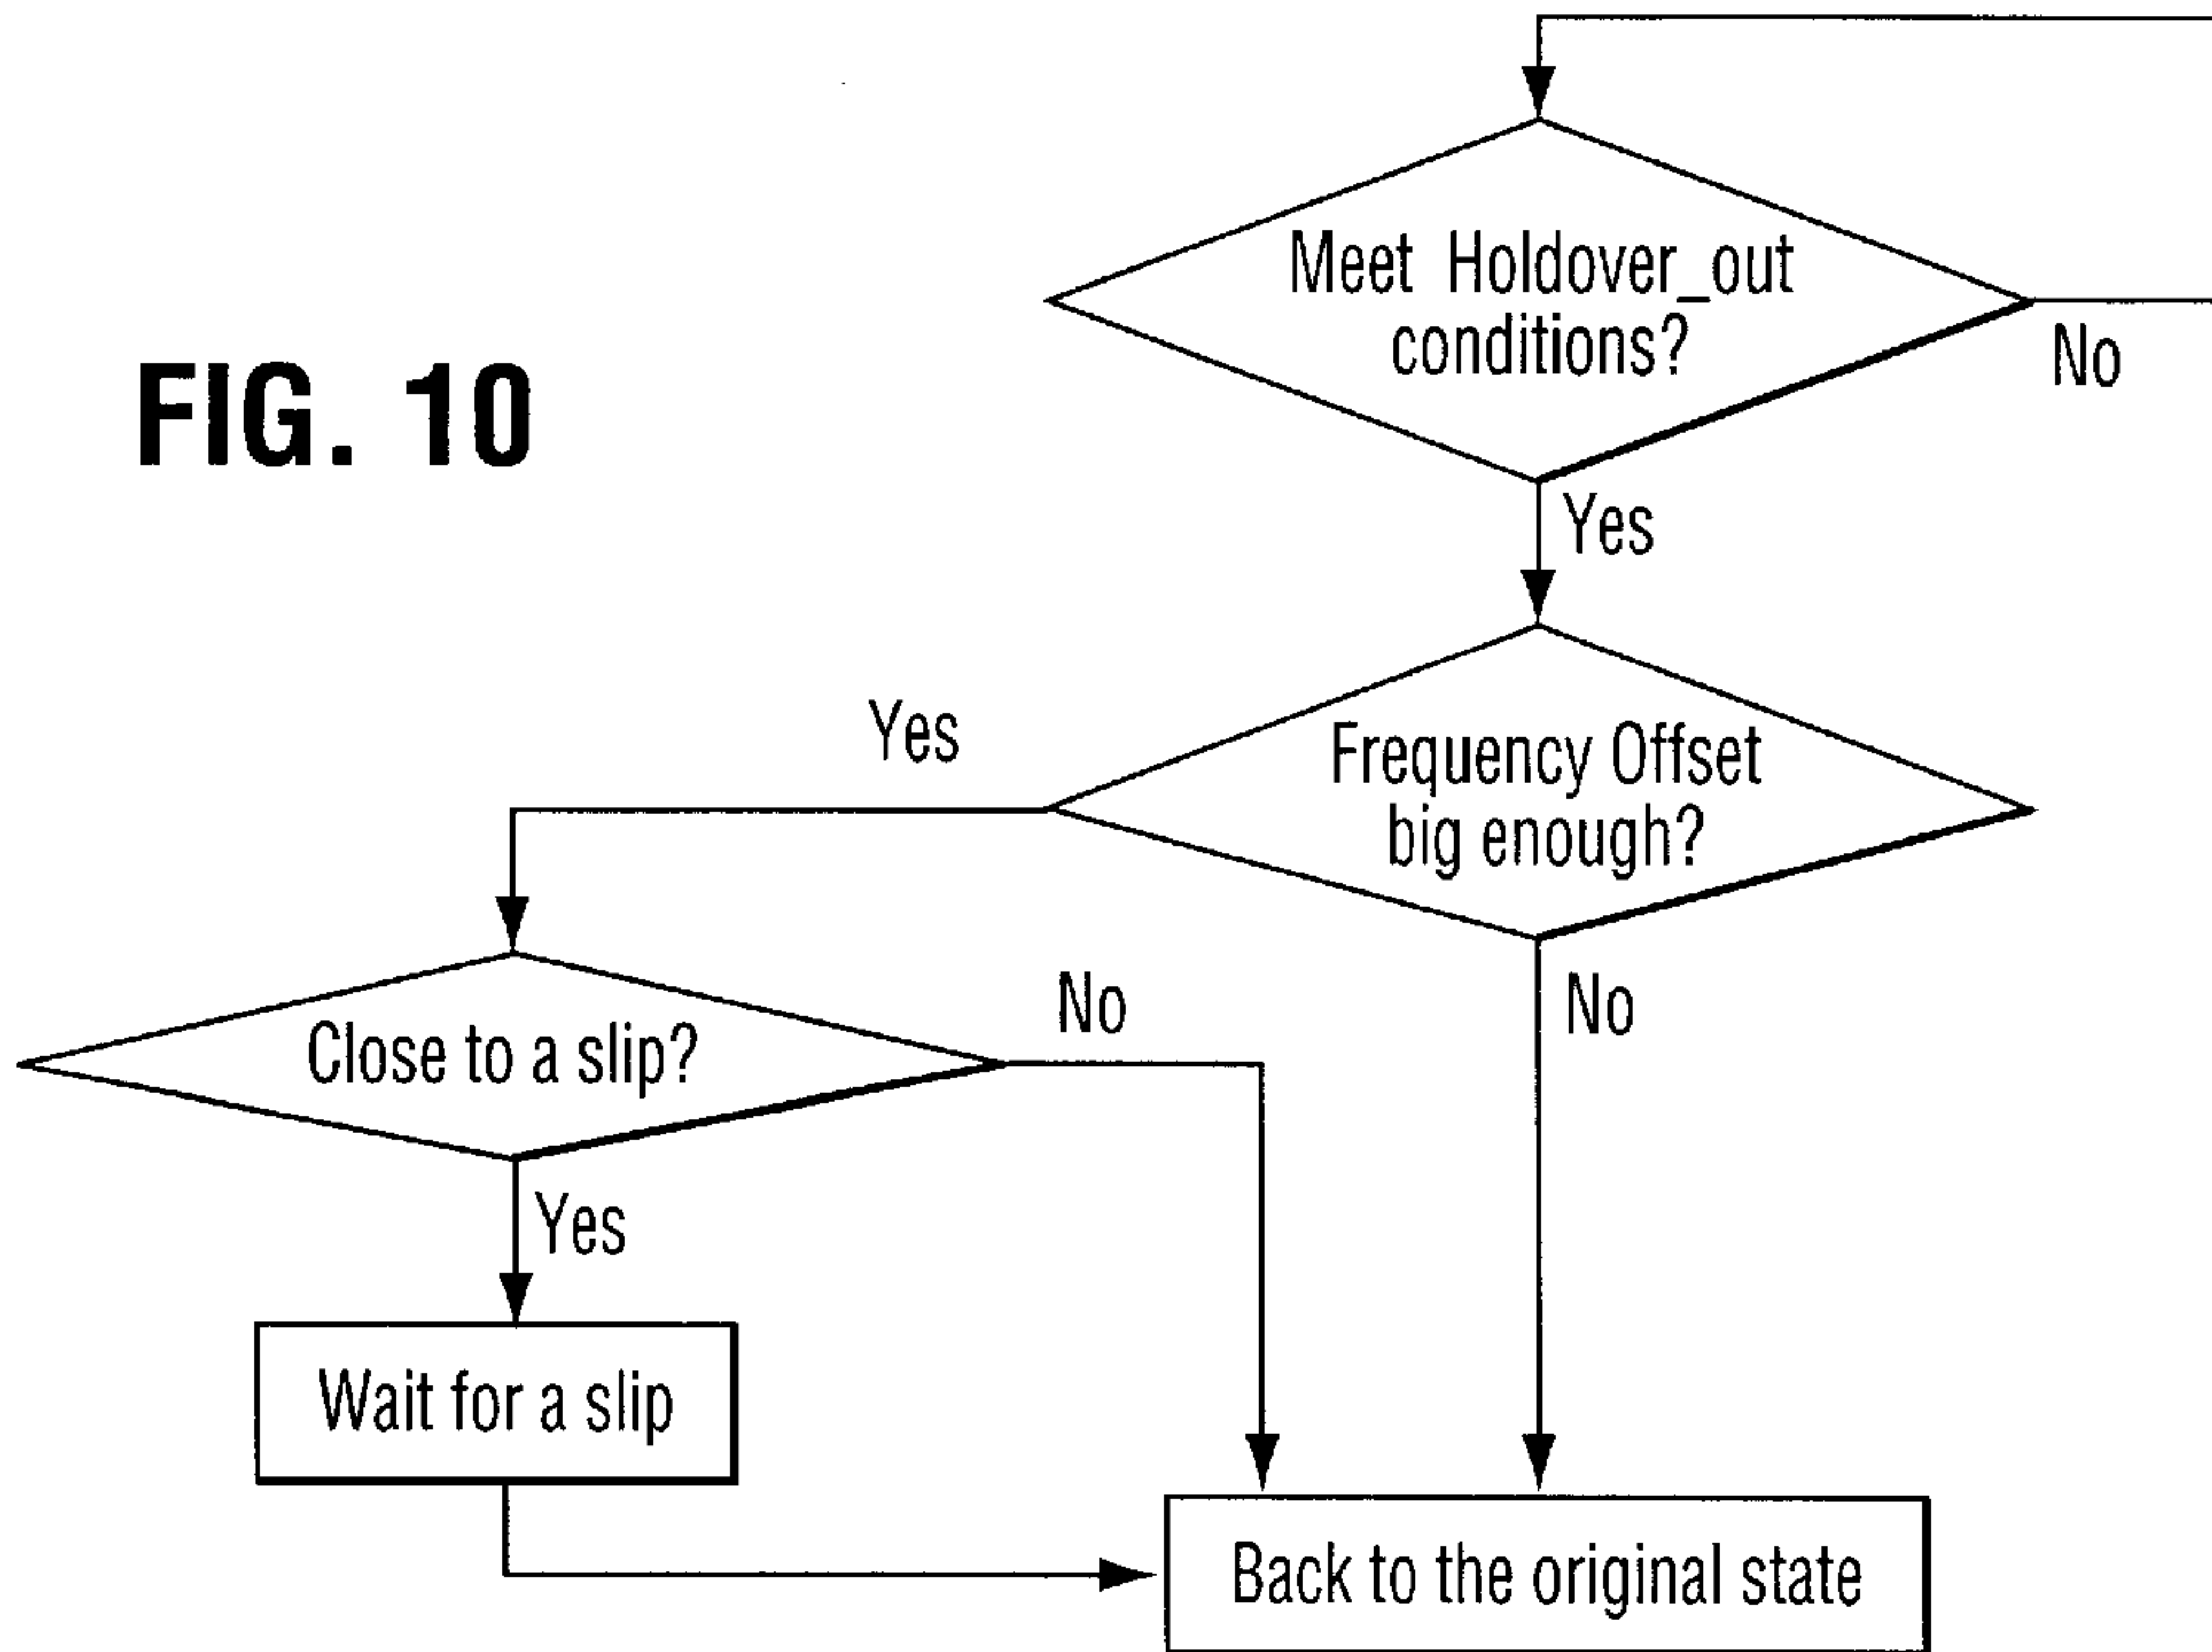 FIG. 10
Meet Holdover_out
conditions?
No
Yes
Frequency Offset
big enough?
Yes
No
Close to a slip?
No
Yes
Wait for a slip
Back to the original state